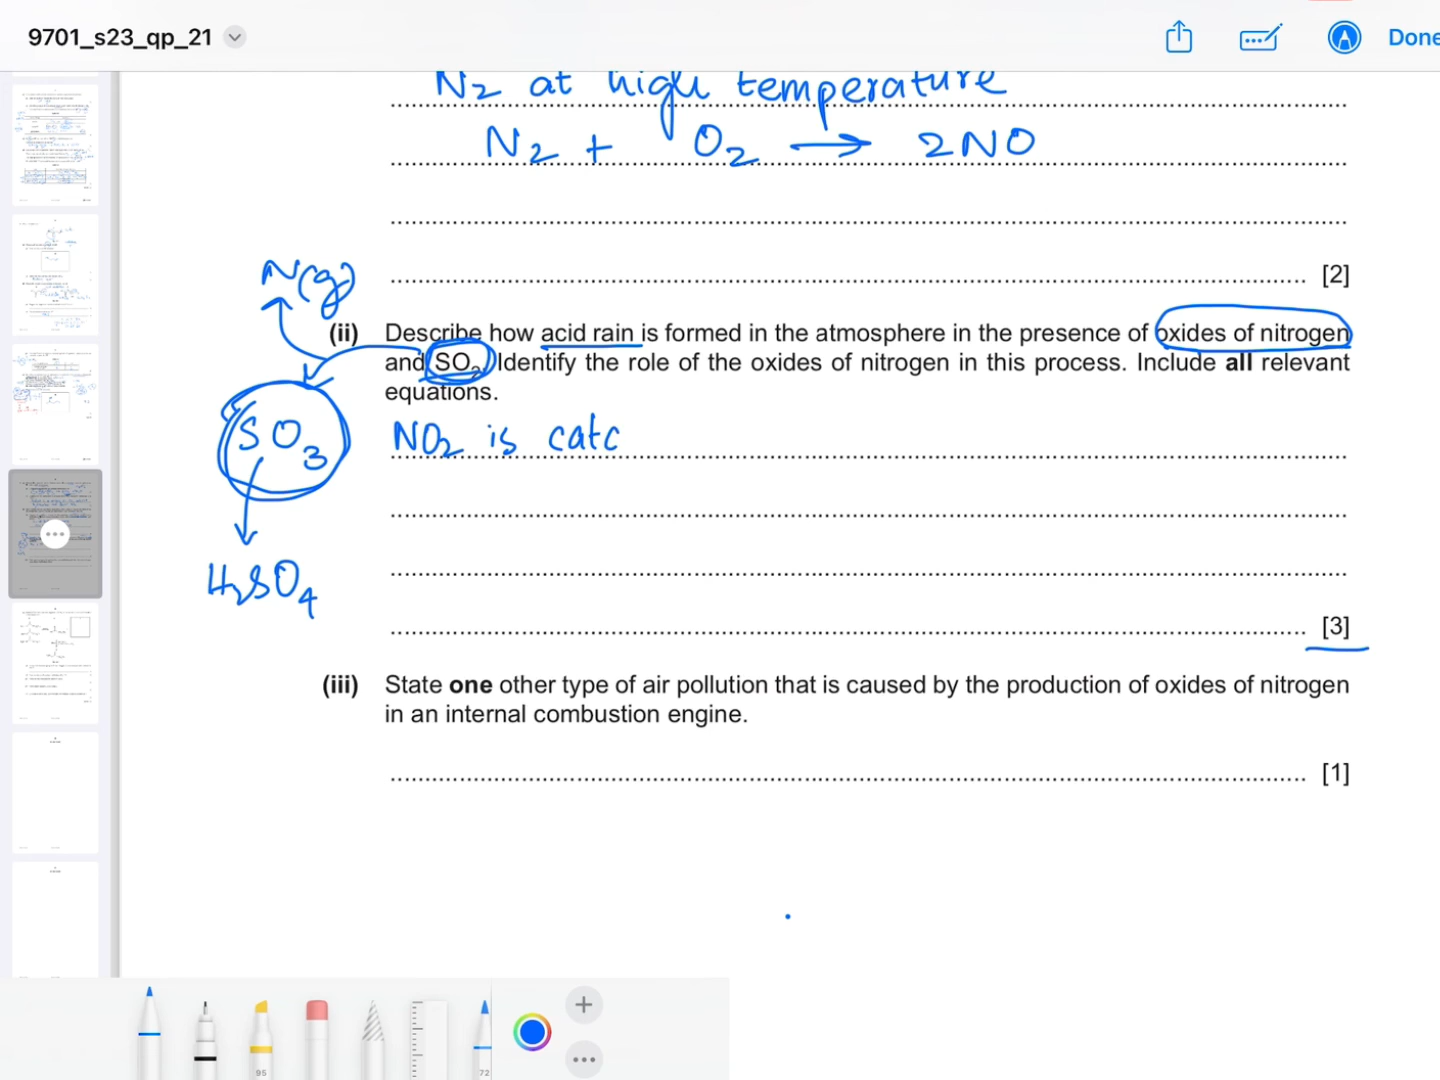 9701_s23_qp_21
Done
N2 at high temperature
N2 + O2 → 2NO
[2]
N(g)
(ii) Describe how acid rain is formed in the atmosphere in the presence of oxides of nitrogen
and SO2. Identify the role of the oxides of nitrogen in this process. Include all relevant
equations.
SO3
NO2 is catc
H2SO4
[3]
(iii) State one other type of air pollution that is caused by the production of oxides of nitrogen
in an internal combustion engine.
[1]
95
72